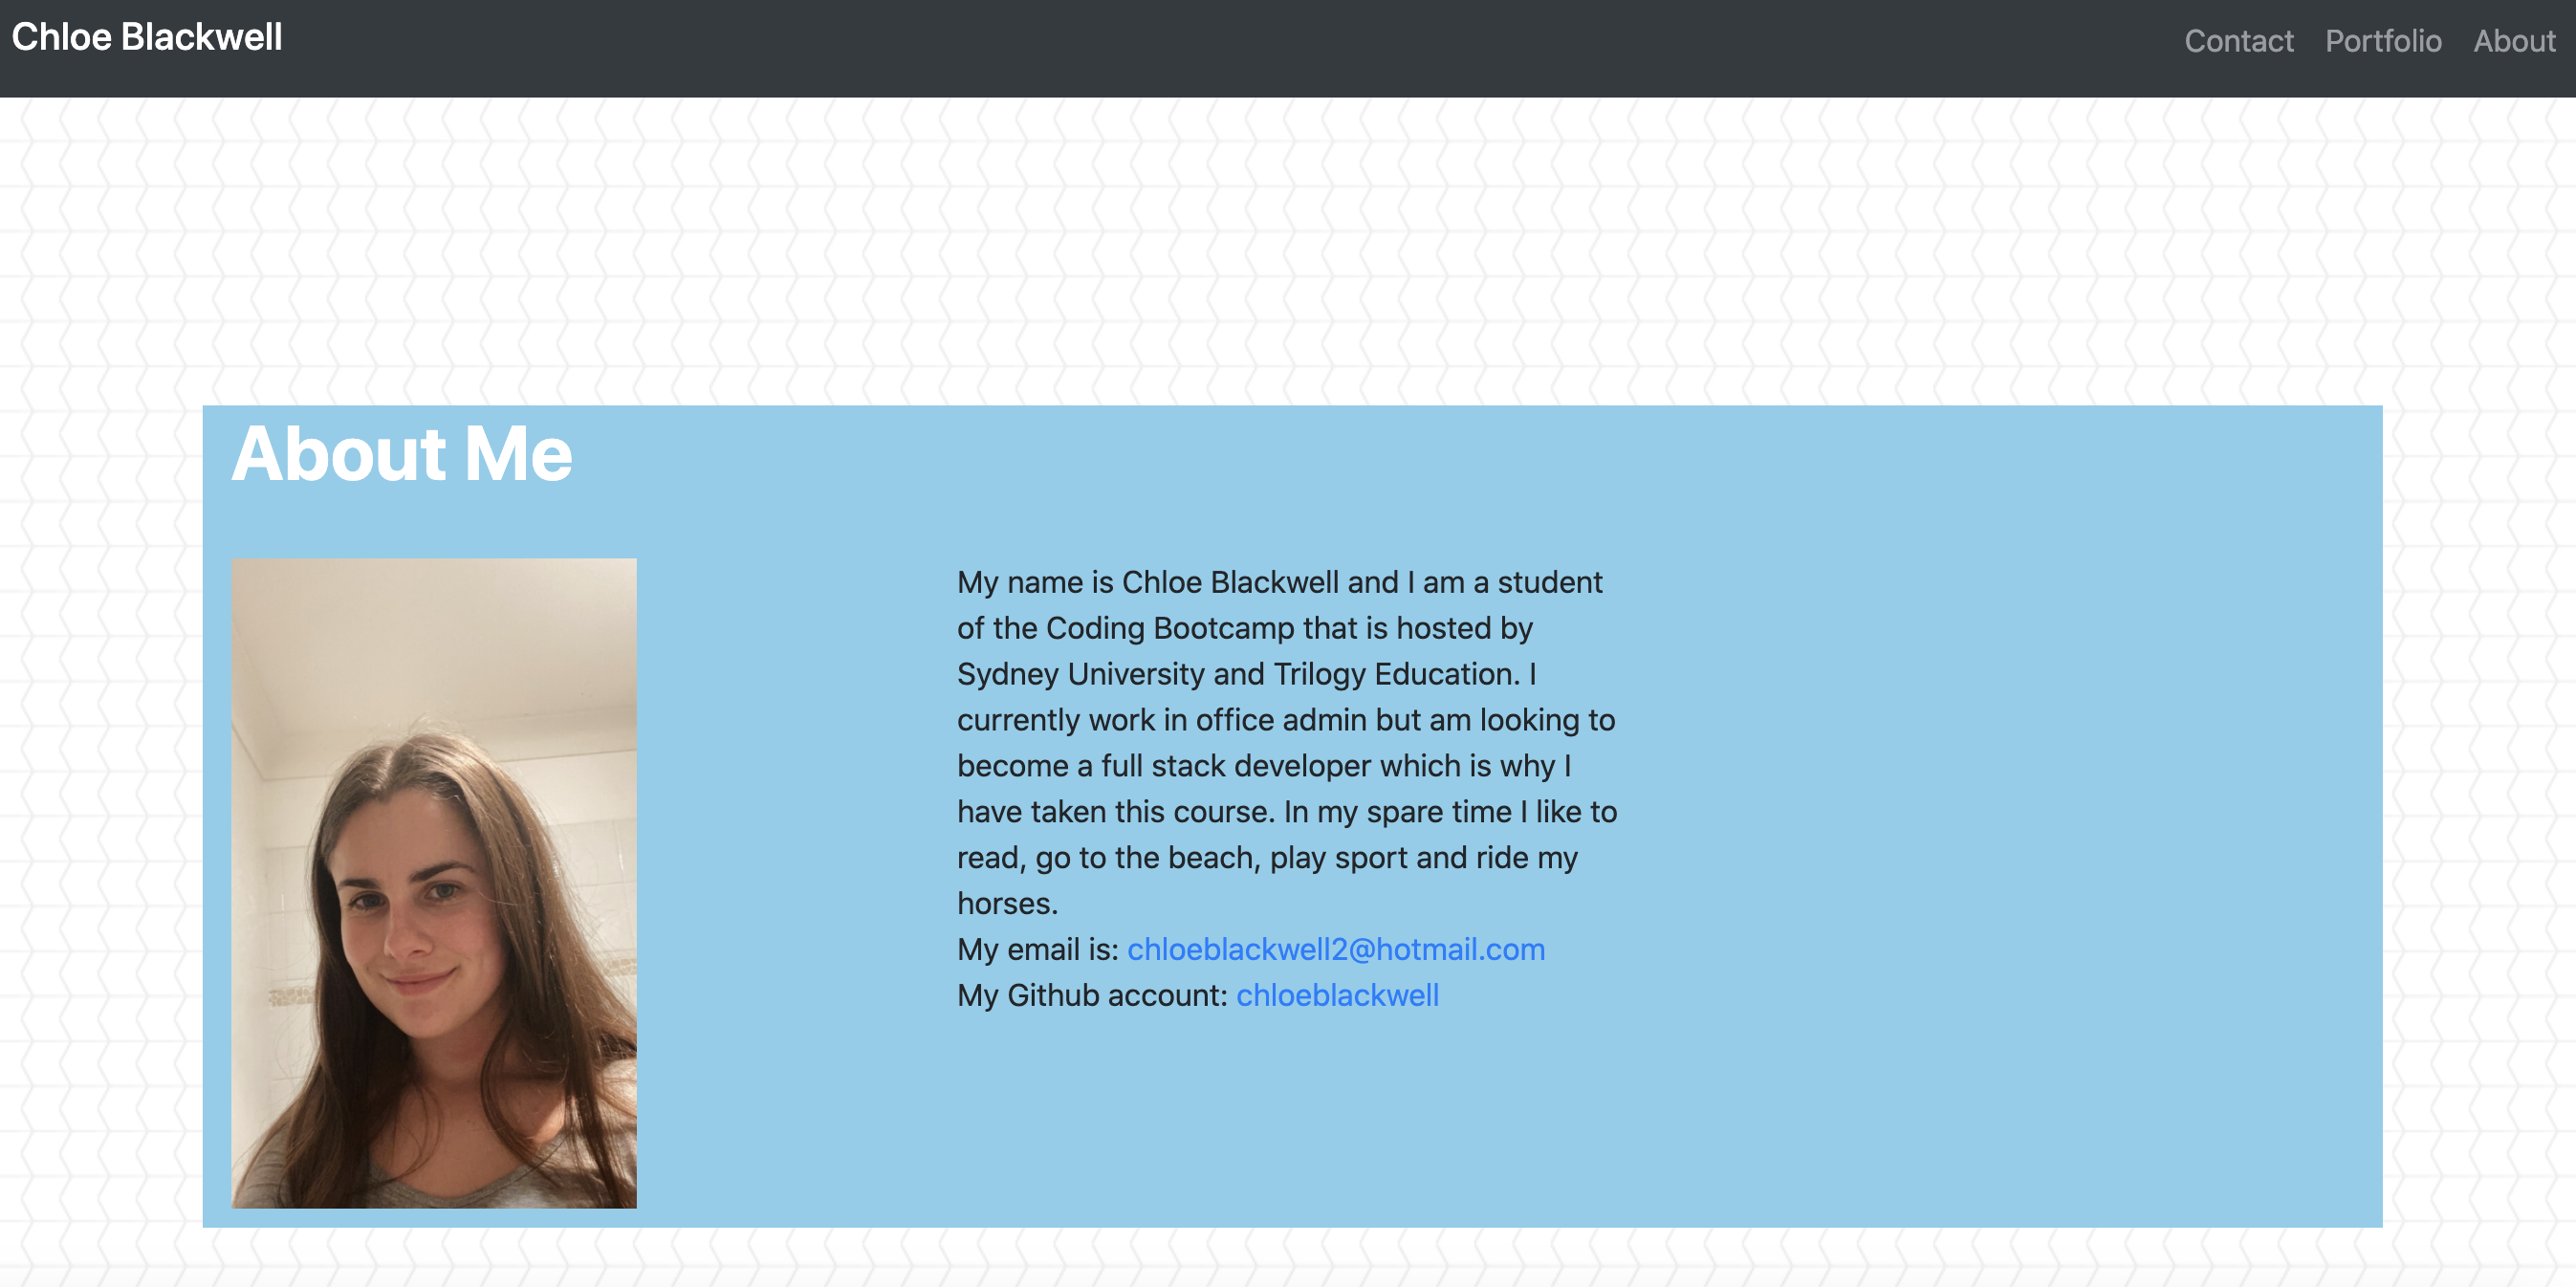 Chloe Blackwell
Contact Portfolio About
About Me
My name is Chloe Blackwell and I am a student
of the Coding Bootcamp that is hosted by
Sydney University and Trilogy Education. I
currently work in office admin but am looking to
become a full stack developer which is why I
have taken this course. In my spare time I like to
read, go to the beach, play sport and ride my
horses.
My email is: chloeblackwell2@hotmail.com
My Github account: chloeblackwell